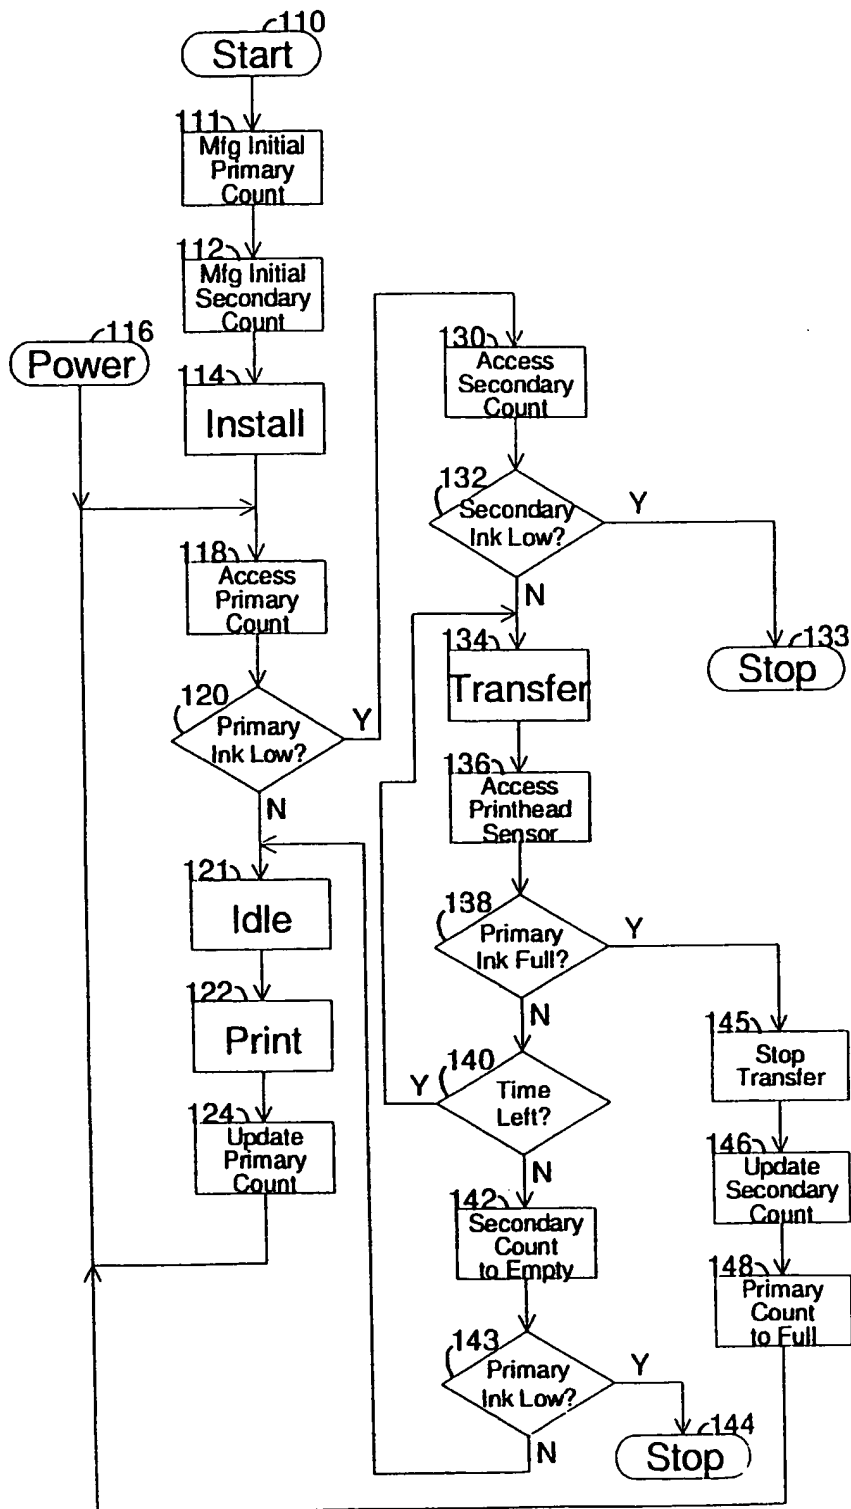 110
Start
111
Mfg Initial
Primary
Count
112
Mfg Initial
Secondary
Count
116
Power
114
Install
118
Access
Primary
Count
120
Primary
Ink Low?
Y
N
121
Idle
122
Print
124
Update
Primary
Count
130
Access
Secondary
Count
132
Secondary
Ink Low?
Y
N
133
Stop
134
Transfer
136
Access
Printhead
Sensor
138
Primary
Ink Full?
Y
N
140
Time
Left?
Y
N
142
Secondary
Count
to Empty
143
Primary
Ink Low?
Y
N
144
Stop
145
Stop
Transfer
146
Update
Secondary
Count
148
Primary
Count
to Full